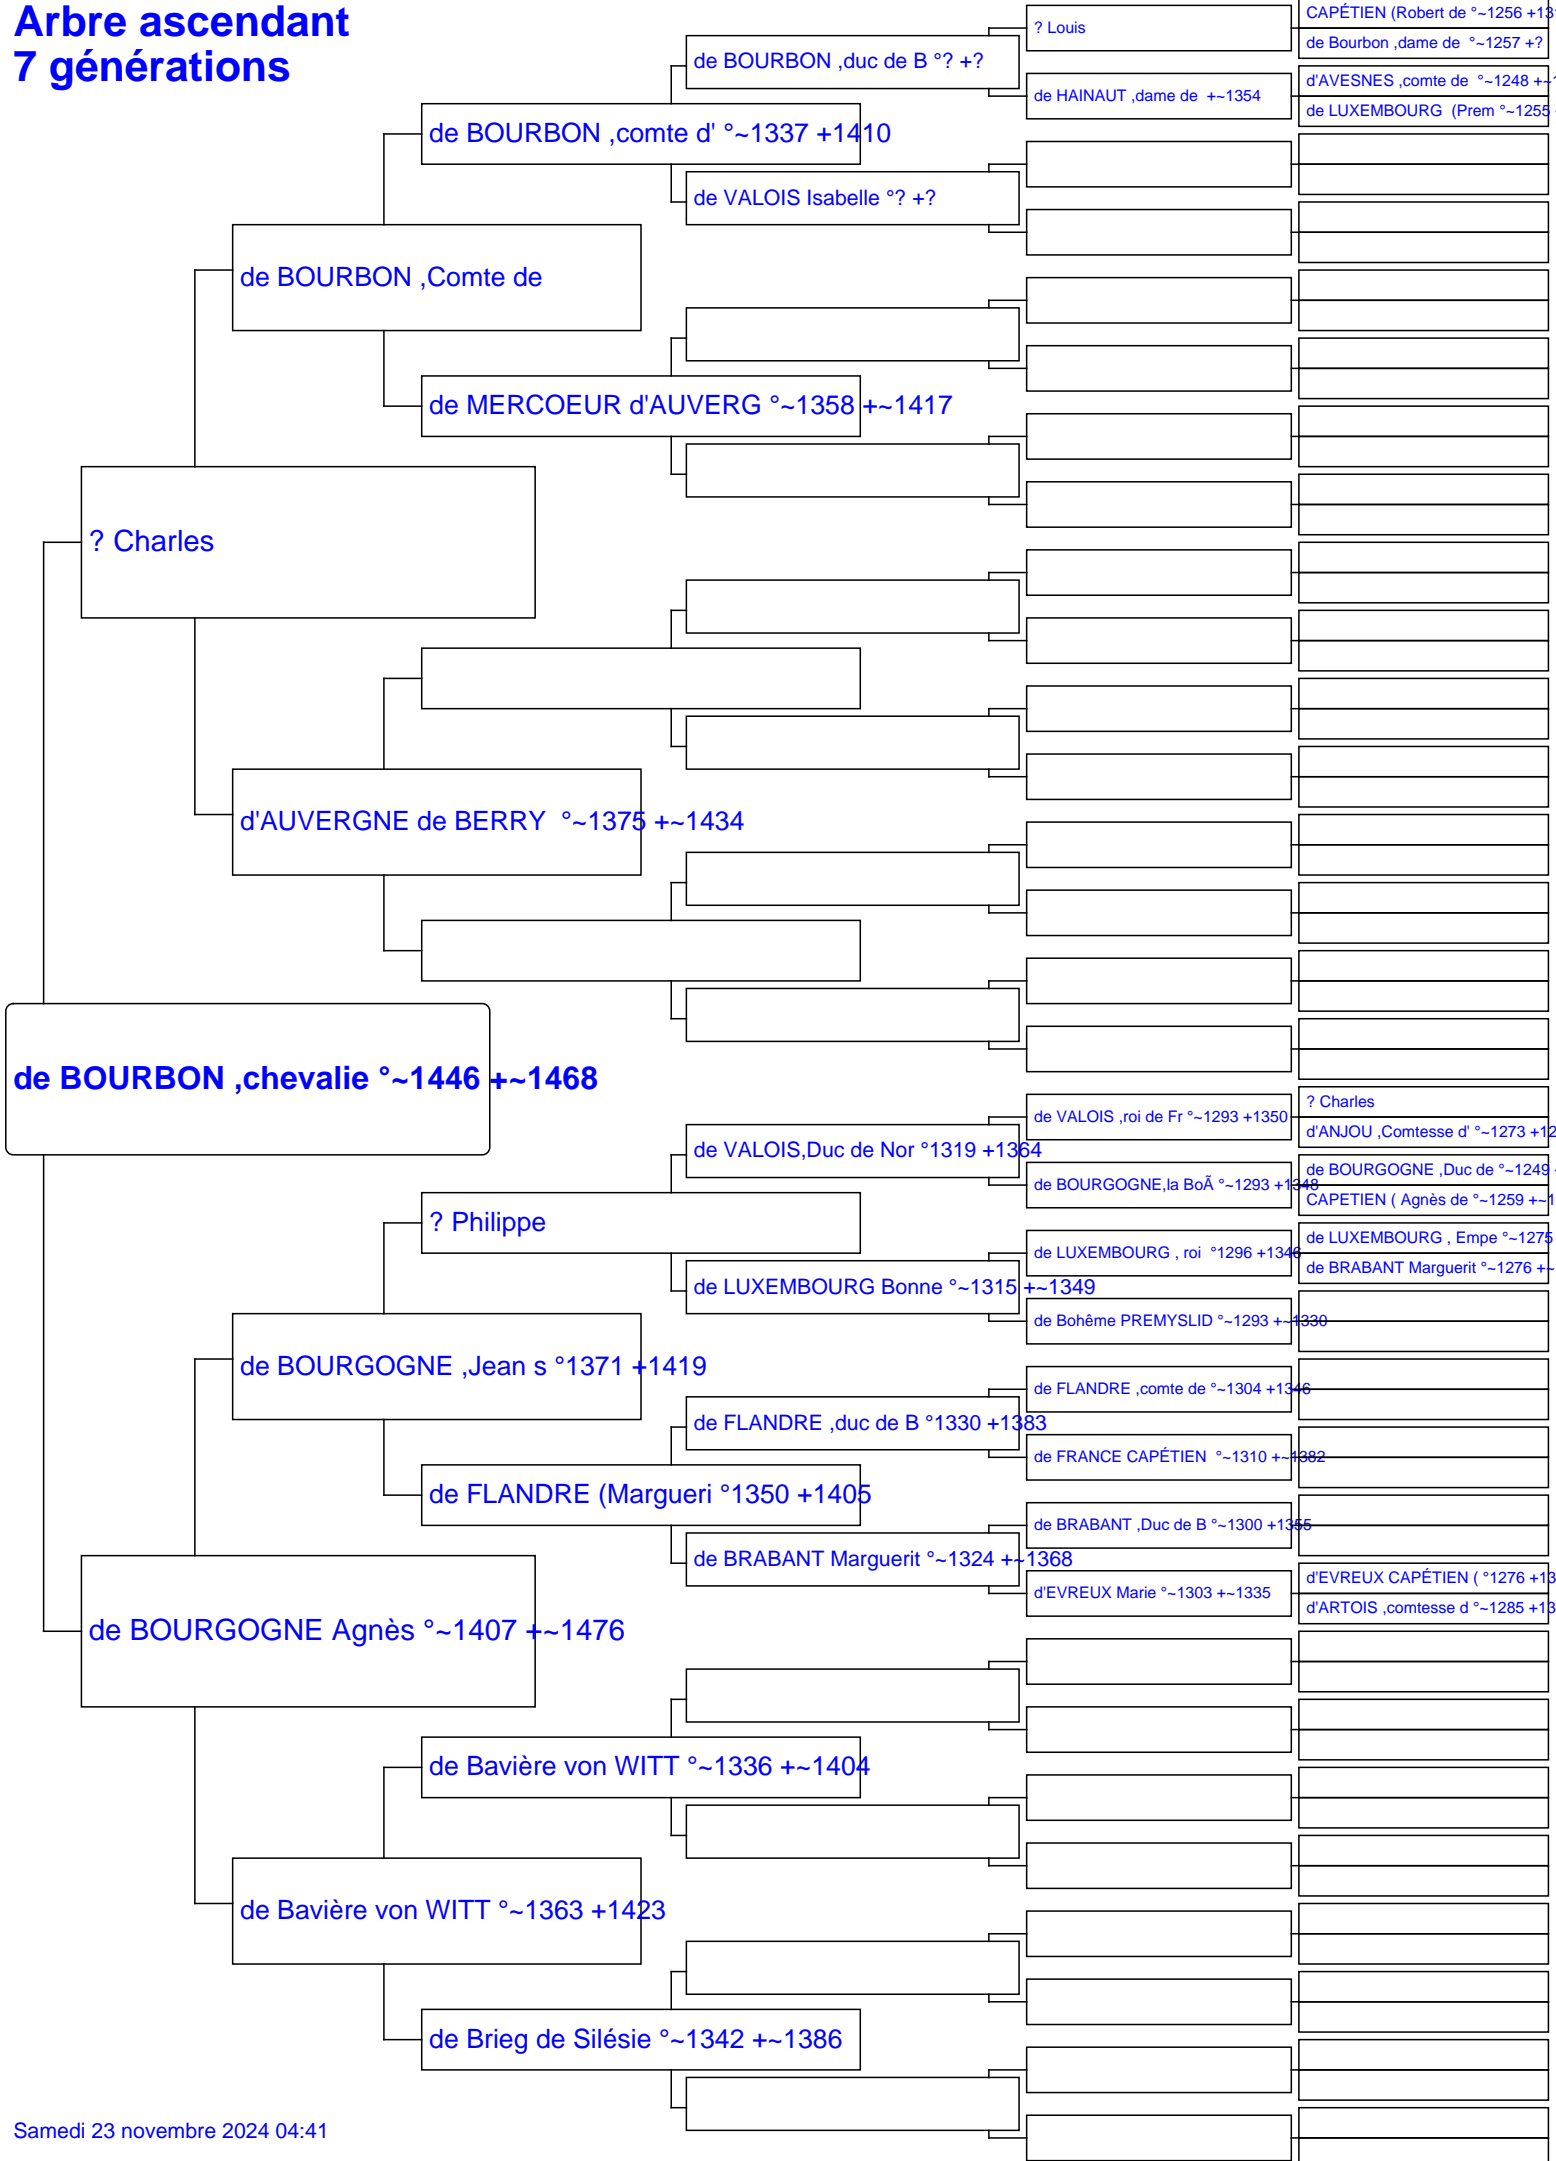 Arbre ascendant
7 générations
de BOURBON ,chevalie °~1446 +~1468
? Charles
de BOURGOGNE Agnès °~1407 +~1476
de BOURBON ,Comte de
d'AUVERGNE de BERRY  °~1375 +~1434
de BOURGOGNE ,Jean s °1371 +1419
de Bavière von WITT °~1363 +1423
de BOURBON ,comte d' °~1337 +1410
de MERCOEUR d'AUVERG °~1358 +~1417
? Philippe
de FLANDRE (Margueri °1350 +1405
de Bavière von WITT °~1336 +~1404
de Brieg de Silésie °~1342 +~1386
de BOURBON ,duc de B °? +?
de VALOIS Isabelle °? +?
de VALOIS,Duc de Nor °1319 +1364
de LUXEMBOURG Bonne °~1315 +~1349
de FLANDRE ,duc de B °1330 +1383
de BRABANT Marguerit °~1324 +~1368
? Louis
de HAINAUT ,dame de  +~1354
de VALOIS ,roi de Fr °~1293 +1350
de BOURGOGNE,la BoÃ °~1293 +1348
de LUXEMBOURG , roi  °1296 +1346
de Bohême PREMYSLID °~1293 +~1330
de FLANDRE ,comte de °~1304 +1346
de FRANCE CAPÉTIEN  °~1310 +~1382
de BRABANT ,Duc de B °~1300 +1355
d'EVREUX Marie °~1303 +~1335
CAPÉTIEN (Robert de °~1256 +13
de Bourbon ,dame de  °~1257 +?
d'AVESNES ,comte de  °~1248 +~1
de LUXEMBOURG  (Prem °~1255
? Charles
d'ANJOU ,Comtesse d' °~1273 +12
de BOURGOGNE ,Duc de °~1249
CAPETIEN ( Agnès de °~1259 +~1
de LUXEMBOURG , Empe °~1275
de BRABANT Marguerit °~1276 +~
d'EVREUX CAPÉTIEN ( °1276 +13
d'ARTOIS ,comtesse d °~1285 +13
Samedi 23 novembre 2024 04:41